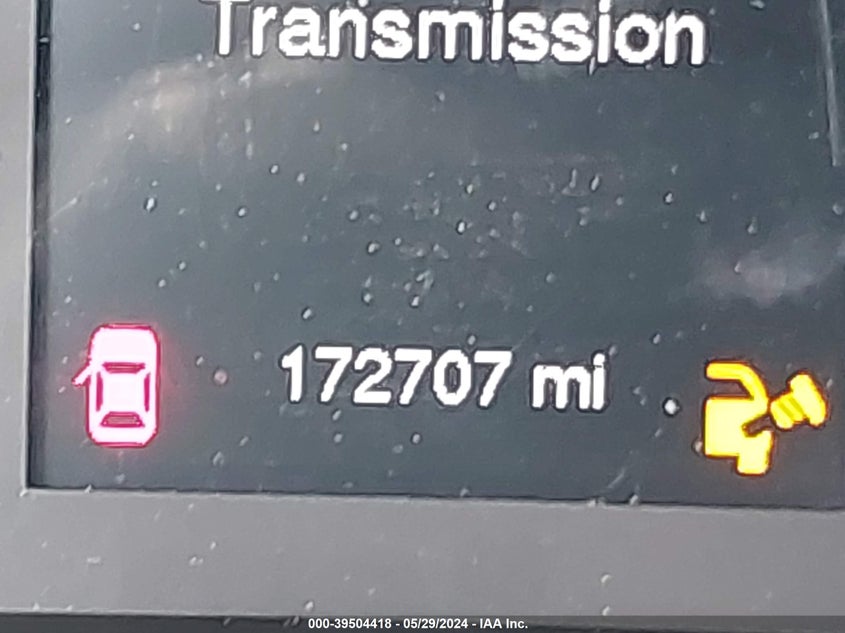 Transmission
172707 mi
000-39504418 - 05/29/2024 - IAA Inc.